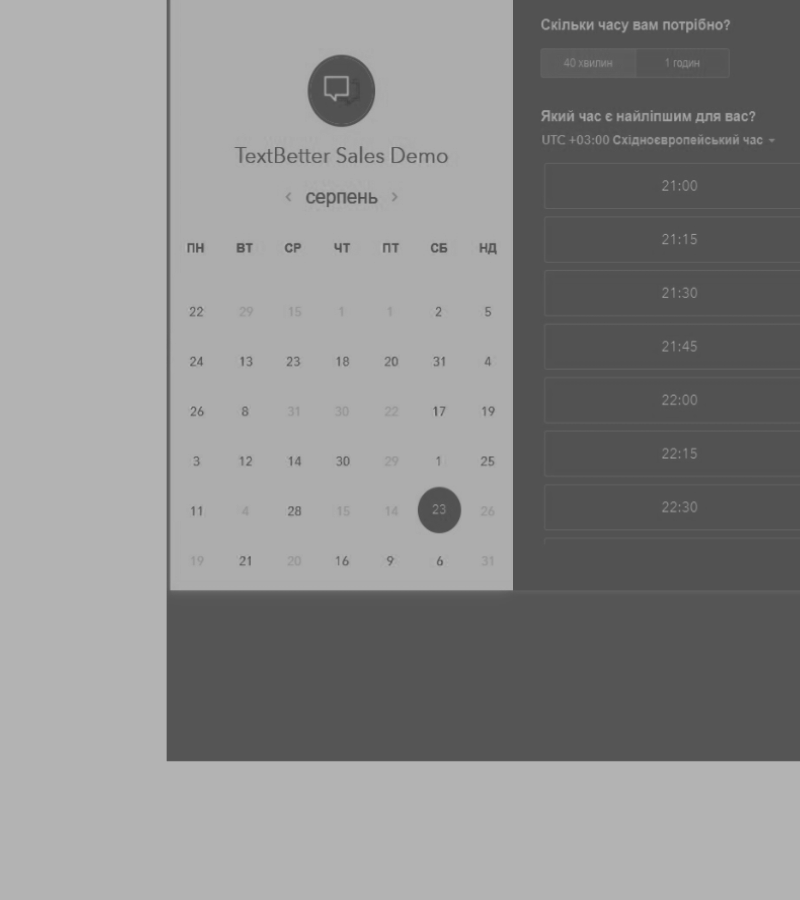 TextBetter Sales Demo
‹ серпень ›
ПН ВТ СР ЧТ ПТ СБ НД
22 29 15 1 1 2 5
24 13 23 18 20 31 4
26 8 31 30 22 17 19
3 12 14 30 29 1 25
11 4 28 15 14 23 26
19 21 20 16 9 6 31
Скільки часу вам потрібно?
40 хвилин 1 годин
Який час є найліпшим для вас?
UTC +03:00 Східноєвропейський час
21:00
21:15
21:30
21:45
22:00
22:15
22:30